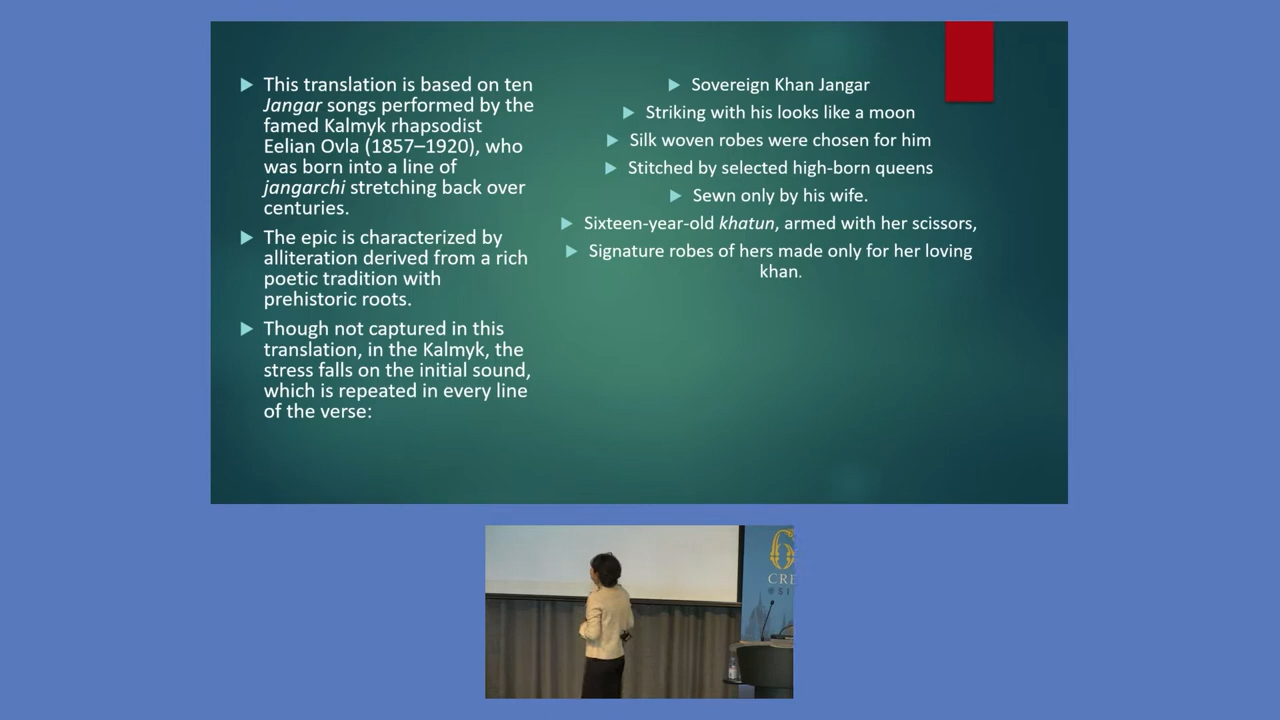 This translation is based on ten
Jangar songs performed by the
famed Kalmyk rhapsodist
Eelian Ovla (1857–1920), who
was born into a line of
jangarchi stretching back over
centuries.
The epic is characterized by
alliteration derived from a rich
poetic tradition with
prehistoric roots.
Though not captured in this
translation, in the Kalmyk, the
stress falls on the initial sound,
which is repeated in every line
of the verse:
Sovereign Khan Jangar
Striking with his looks like a moon
Silk woven robes were chosen for him
Stitched by selected high-born queens
Sewn only by his wife.
Sixteen-year-old khatun, armed with her scissors,
Signature robes of hers made only for her loving
khan.
6
CRE